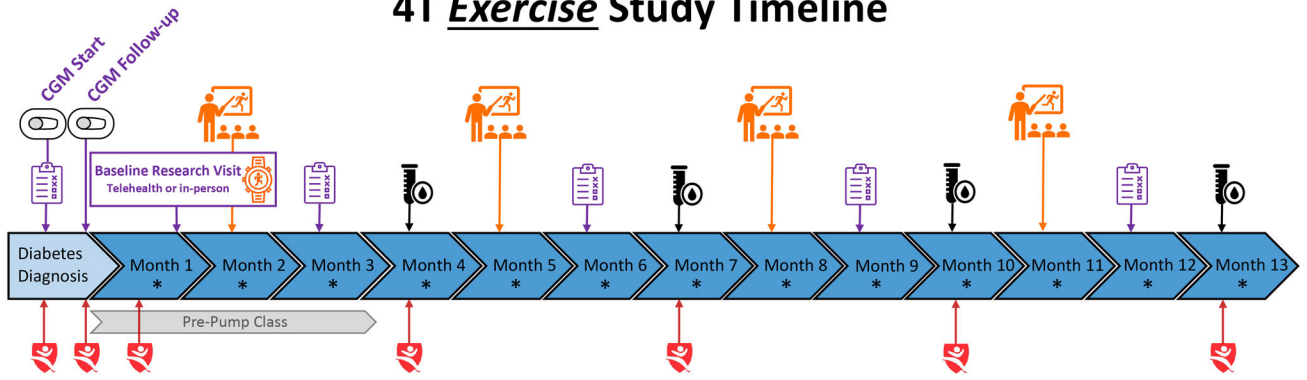 4T Exercise Study Timeline
CGM Start
CGM Follow-up
Baseline Research Visit
Telehealth or in-person
Diabetes
Diagnosis
Month 1
*
Month 2
*
Month 3
*
Month 4
*
Month 5
*
Month 6
*
Month 7
*
Month 8
*
Month 9
*
Month 10
*
Month 11
*
Month 12
*
Month 13
*
Pre-Pump Class